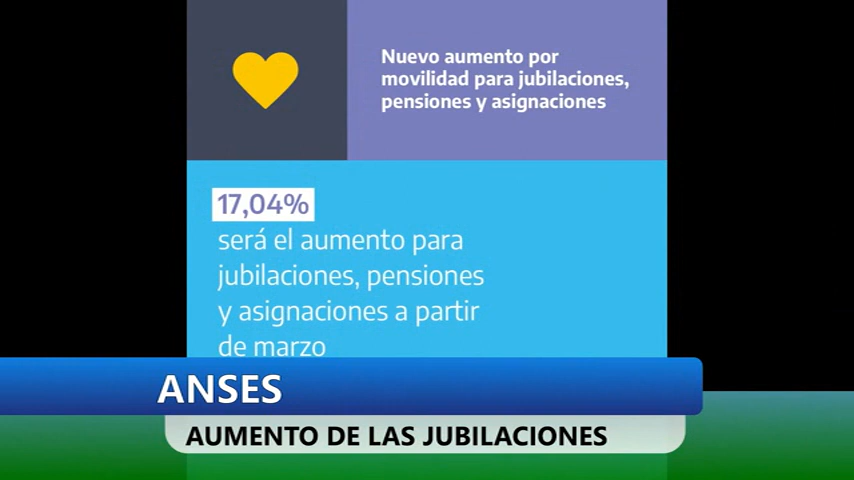 Nuevo aumento por
movilidad para jubilaciones,
pensiones y asignaciones
17,04%
será el aumento para
jubilaciones, pensiones
y asignaciones a partir
de marzo
ANSES
AUMENTO DE LAS JUBILACIONES